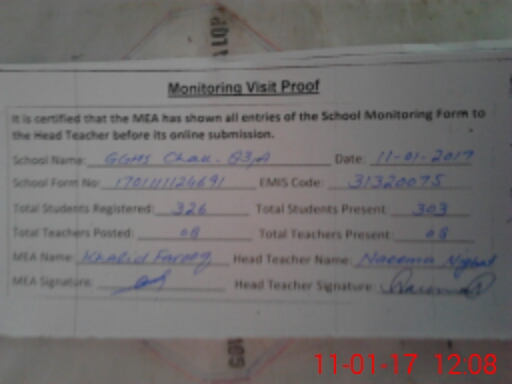 Monitoring Visit Proof
It is certified that the MEA has shown all entries of the School Monitoring Form to
the Head Teacher before its online submission.
School Name: GGHS Chak. 83/A Date: 11-01-2017
School Form No: EMIS Code: 31320075
Total Students Registered: 326 Total Students Present: 303
Total Teachers Posted: 08 Total Teachers Present: 08
MEA Name: Khalid Farooq Head Teacher Name: Naeema
MEA Signature: Head Teacher Signature:
11-01-17 12:08